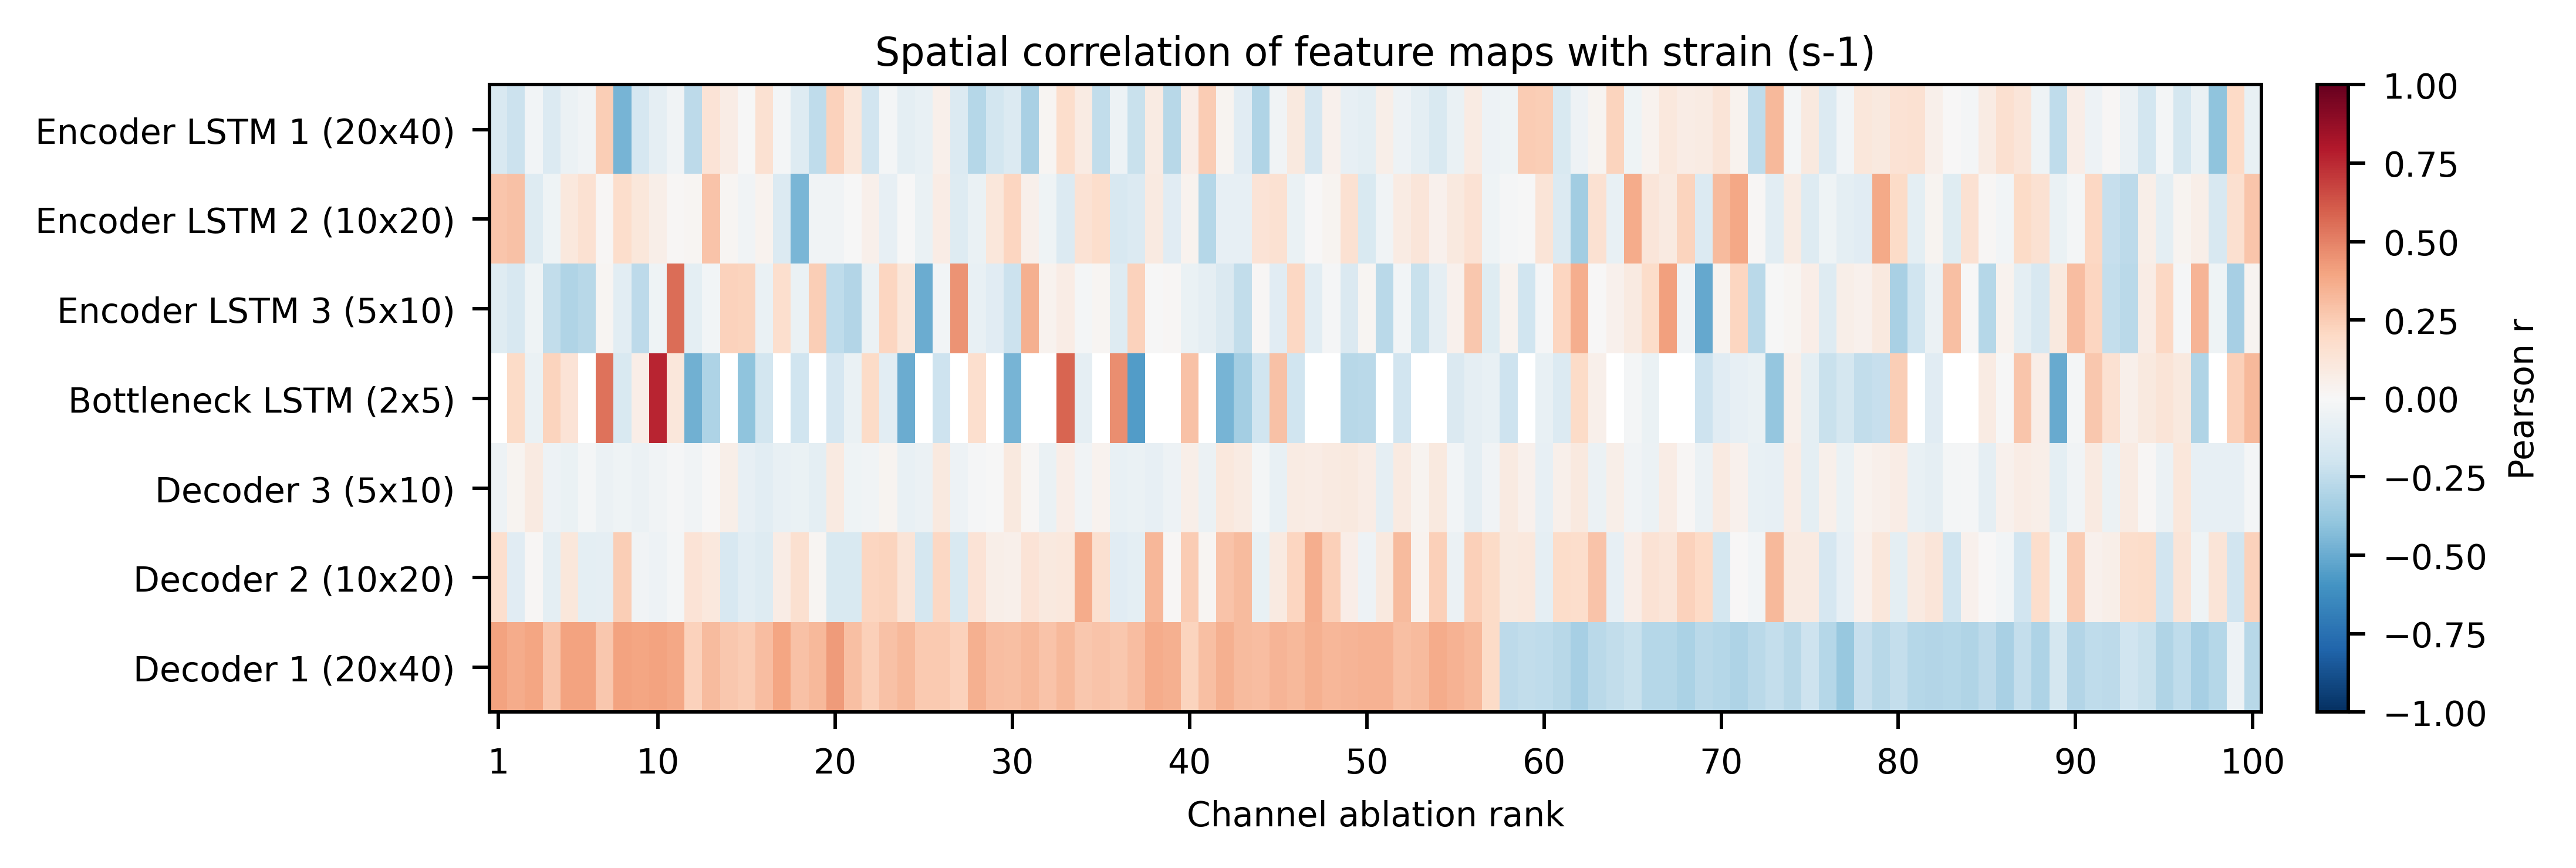 Spatial correlation of feature maps with strain (s-1)
Encoder LSTM 1 (20x40)
Encoder LSTM 2 (10x20)
Encoder LSTM 3 (5x10)
Bottleneck LSTM (2x5)
Decoder 3 (5x10)
Decoder 2 (10x20)
Decoder 1 (20x40)
1 10 20 30 40 50 60 70 80 90 100
Channel ablation rank
1.00
0.75
0.50
0.25
0.00
−0.25
−0.50
−0.75
−1.00
Pearson r